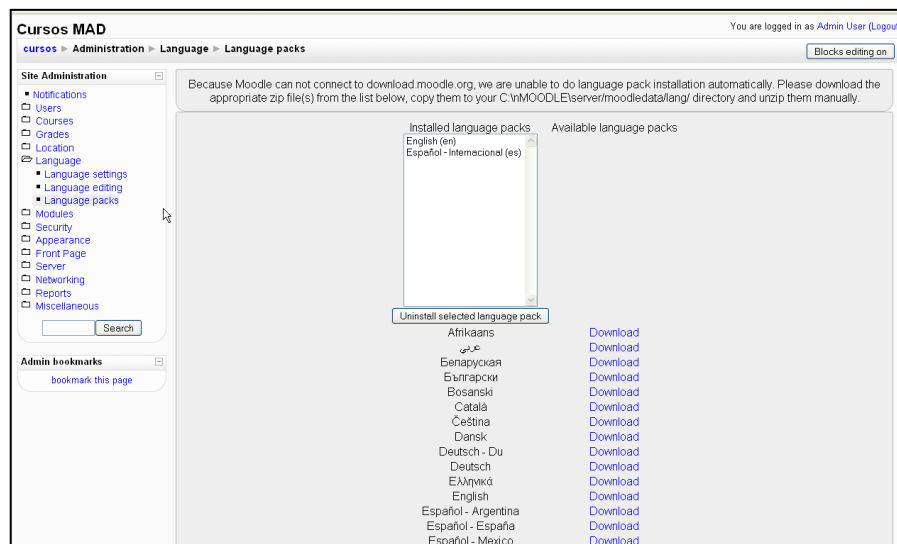 Cursos MAD
You are logged in as Admin User (Logout
cursos ► Administration ► Language ► Language packs
Blocks editing on
Site Administration
Notifications
Users
Courses
Grades
Location
Language
Language settings
Language editing
Language packs
Modules
Security
Appearance
Front Page
Server
Networking
Reports
Miscellaneous
Search
Admin bookmarks
bookmark this page
Because Moodle can not connect to download.moodle.org, we are unable to do language pack installation automatically. Please download the
appropriate zip file(s) from the list below, copy them to your C:\nMOODLE\server/moodledata/lang/ directory and unzip them manually.
Installed language packs Available language packs
English (en)
Español - Internacional (es)
Uninstall selected language pack
Afrikaans Download
عربي Download
Беларуская Download
Български Download
Bosanski Download
Català Download
Čeština Download
Dansk Download
Deutsch - Du Download
Deutsch Download
Ελληνικά Download
English Download
Español - Argentina Download
Español - España Download
Español - Mexico Download